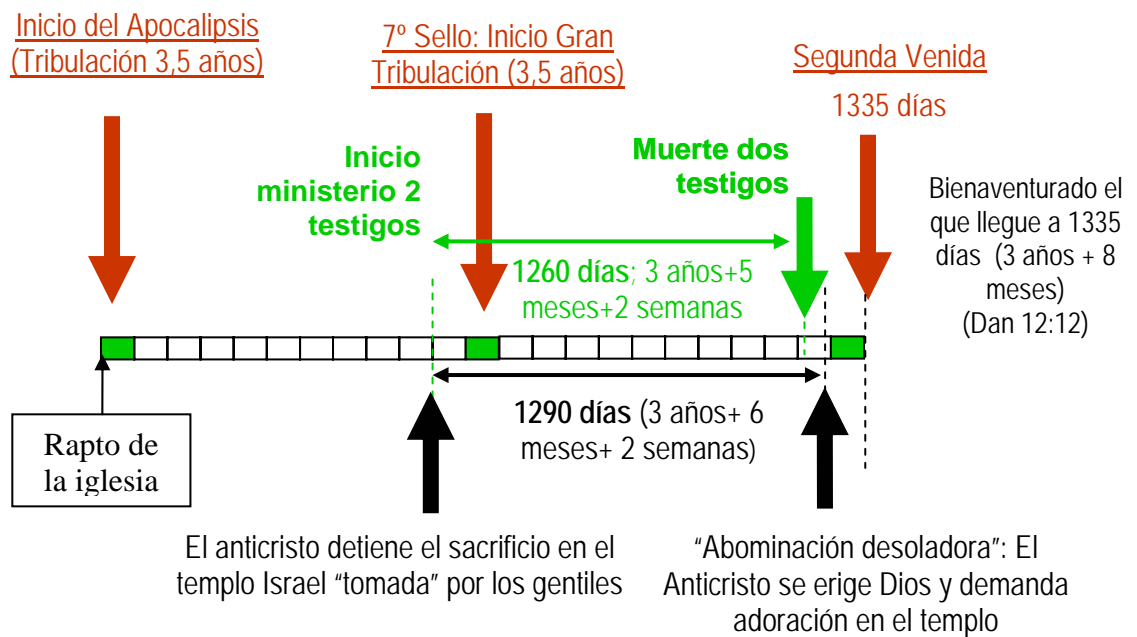 Inicio del Apocalipsis
(Tribulación 3,5 años)
7º Sello: Inicio Gran
Tribulación (3,5 años)
Segunda Venida
1335 días
Inicio
ministerio 2
testigos
Muerte dos
testigos
1260 días; 3 años+5
meses+2 semanas
Bienaventurado el
que llegue a 1335
días (3 años + 8
meses)
(Dan 12:12)
1290 días (3 años+ 6
meses+ 2 semanas)
Rapto de
la iglesia
El anticristo detiene el sacrificio en el
templo Israel “tomada” por los gentiles
“Abominación desoladora”: El
Anticristo se erige Dios y demanda
adoración en el templo